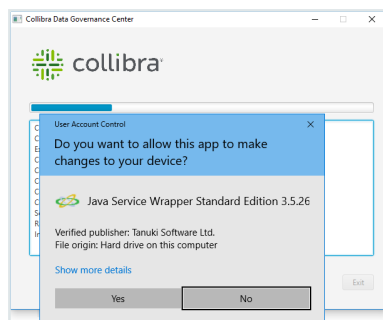 Collibra Data Governance Center
collibra
User Account Control
Do you want to allow this app to make
changes to your device?
Java Service Wrapper Standard Edition 3.5.26
Verified publisher: Tanuki Software Ltd.
File origin: Hard drive on this computer
Show more details
Yes
No
Exit